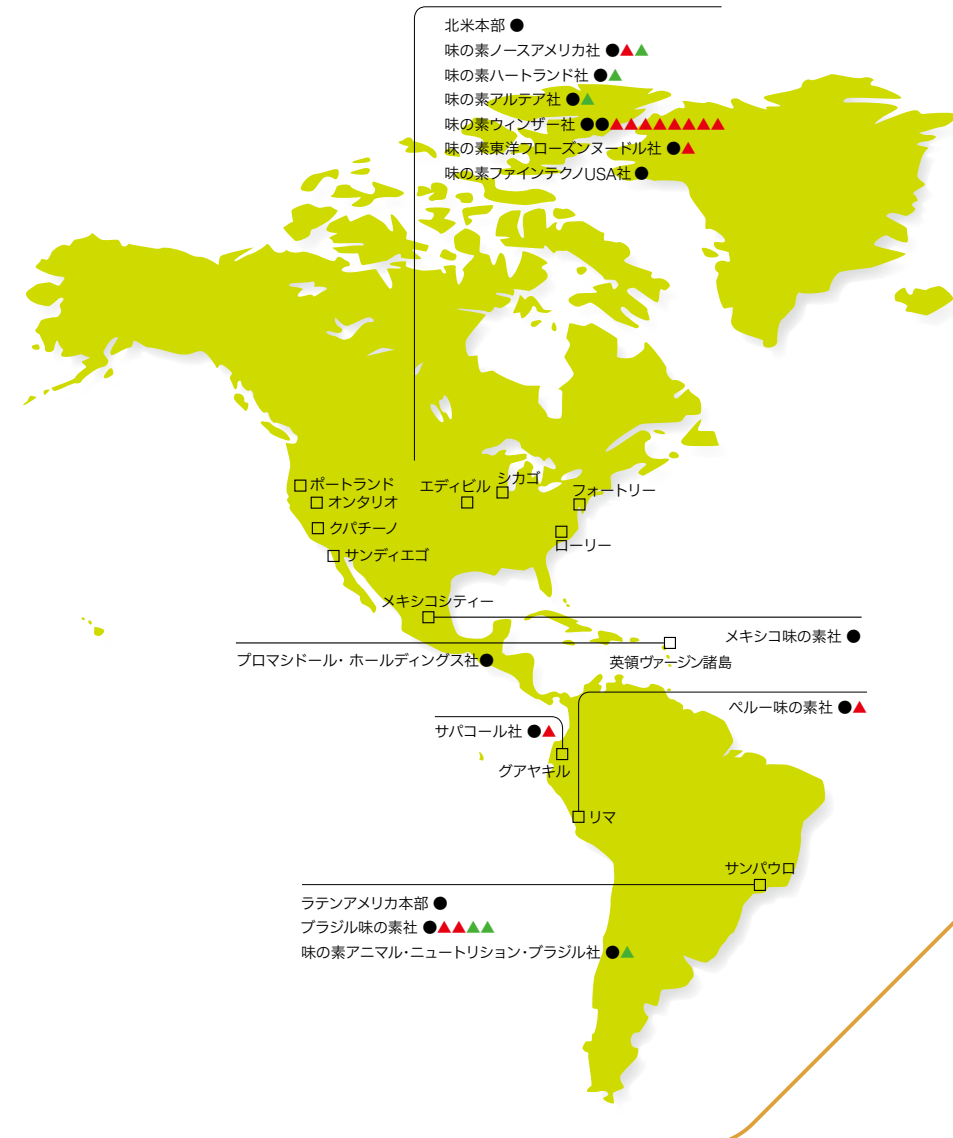 北米本部 ●
味の素ノースアメリカ社 ●▲▲
味の素ハートランド社 ●▲
味の素アルテア社 ●▲
味の素ウィンザー社 ●●▲▲▲▲▲▲▲▲
味の素東洋フローズンヌードル社 ●▲
味の素ファインテクノUSA社 ●
ポートランド
オンタリオ
クパチーノ
サンディエゴ
エディビル
シカゴ
フォートリー
ローリー
メキシコシティー
メキシコ味の素社 ●
プロマシドール・ホールディングス社●
英領ヴァージン諸島
ペルー味の素社 ●▲
サパコール社 ●▲
グアヤキル
リマ
サンパウロ
ラテンアメリカ本部 ●
ブラジル味の素社 ●▲▲▲▲
味の素アニマル・ニュートリション・ブラジル社 ●▲